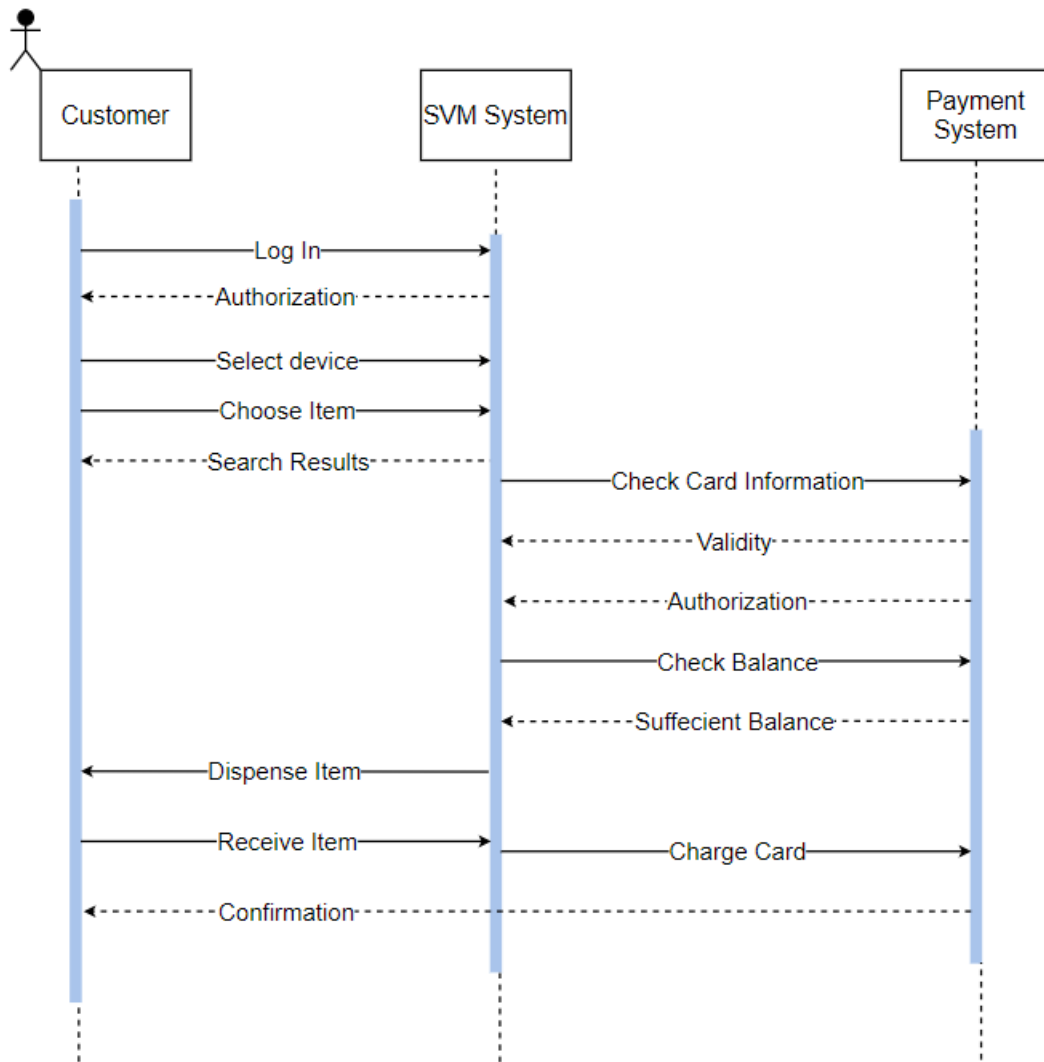 Customer
SVM System
Payment
System
Log In
Authorization
Select device
Choose Item
Search Results
Check Card Information
Validity
Authorization
Check Balance
Suffecient Balance
Dispense Item
Receive Item
Charge Card
Confirmation